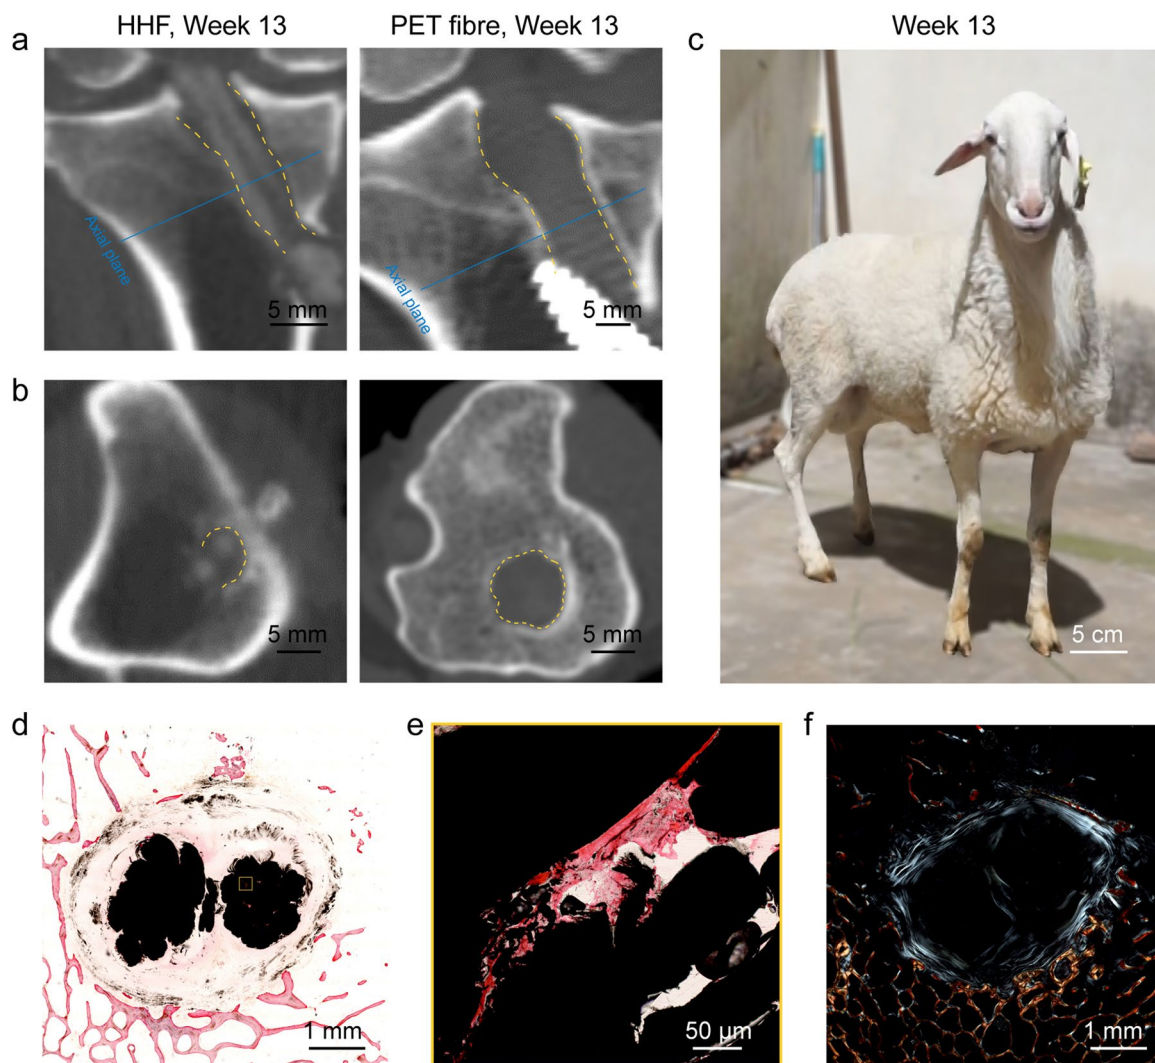 HHF, Week 13
PET fibre, Week 13
Week 13
a
Axial plane
5 mm
Axial plane
5 mm
c
5 cm
b
5 mm
5 mm
d
1 mm
e
50 µm
f
1 mm